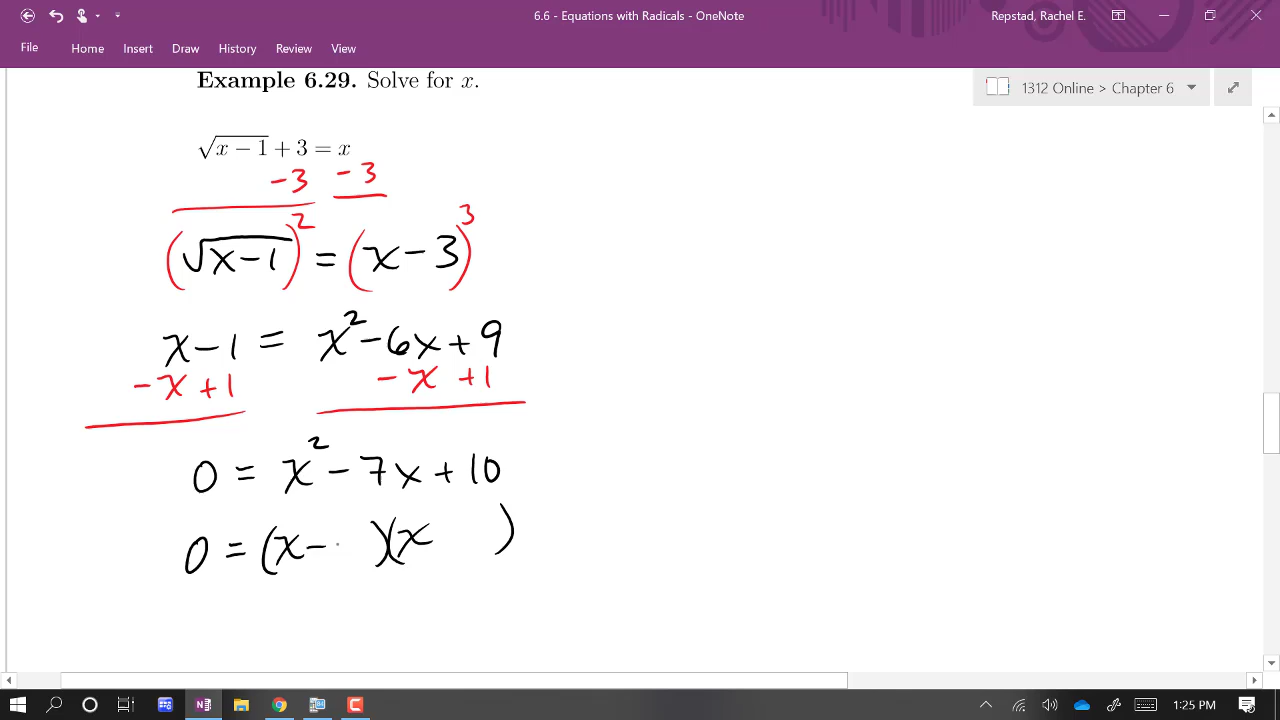 6.6 - Equations with Radicals - OneNote
Repstad, Rachel E.
File Home Insert Draw History Review View
Example 6.29. Solve for x.
1312 Online > Chapter 6
√(x − 1) + 3 = x
-3 -3
(√(x-1))² = (x-3)³
x-1 = x²-6x+9
-x+1 -x+1
0 = x²-7x+10
0 = (x- )(x )
1:25 PM